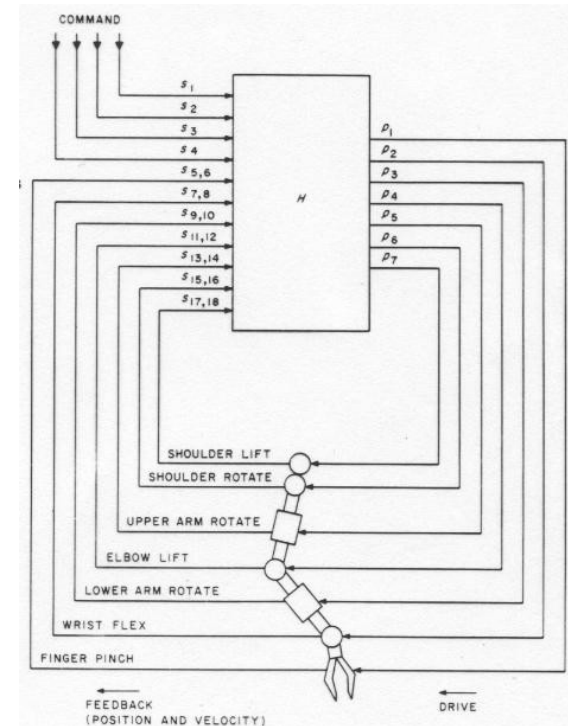 COMMAND
s1
s2
s3
s4
s5,6
s7,8
s9,10
s11,12
s13,14
s15,16
s17,18
H
p1
p2
p3
p4
p5
p6
p7
SHOULDER LIFT
SHOULDER ROTATE
UPPER ARM ROTATE
ELBOW LIFT
LOWER ARM ROTATE
WRIST FLEX
FINGER PINCH
FEEDBACK
(POSITION AND VELOCITY)
DRIVE